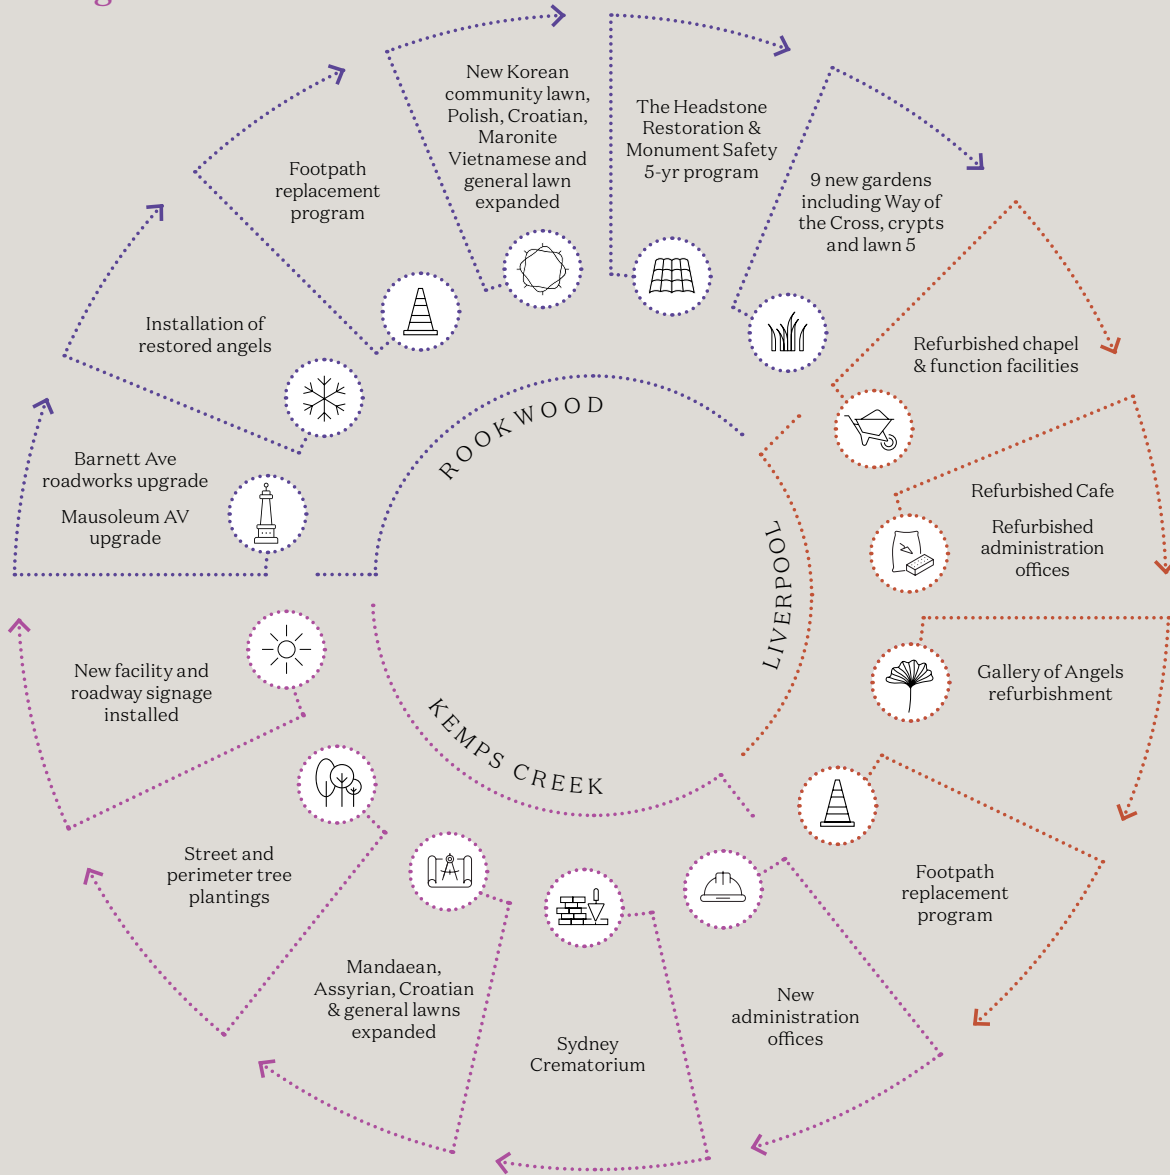 ROOKWOOD
Barnett Ave
roadworks upgrade
Mausoleum AV
upgrade
Installation of
restored angels
Footpath
replacement
program
New Korean
community lawn,
Polish, Croatian,
Maronite
Vietnamese and
general lawn
expanded
The Headstone
Restoration &
Monument Safety
5-yr program
9 new gardens
including Way of
the Cross, crypts
and lawn 5
LIVERPOOL
Refurbished chapel
& function facilities
Refurbished Cafe
Refurbished
administration
offices
Gallery of Angels
refurbishment
Footpath
replacement
program
KEMPS CREEK
New
administration
offices
Sydney
Crematorium
Mandaean,
Assyrian, Croatian
& general lawns
expanded
Street and
perimeter tree
plantings
New facility and
roadway signage
installed